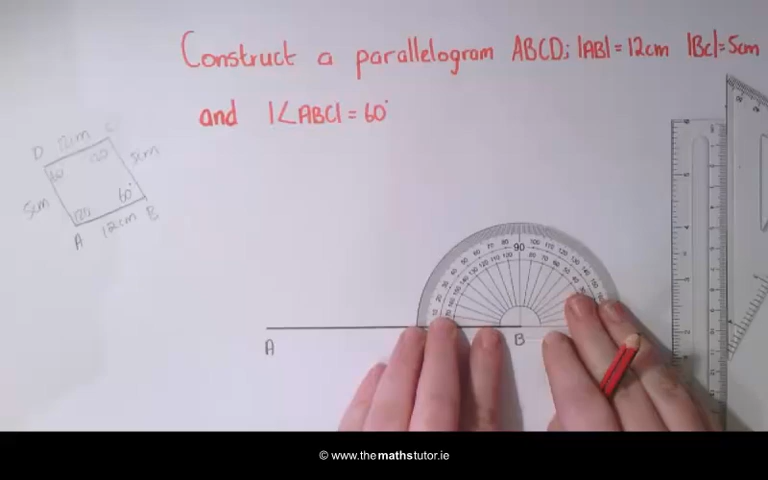 Construct a parallelogram ABCD; |AB| = 12cm |BC| = 5cm
and |∠ABC| = 60°
D 12cm C
60° 120 5cm
5cm 60°
120 B
A 12cm
90
A B
© www.themathstutor.ie